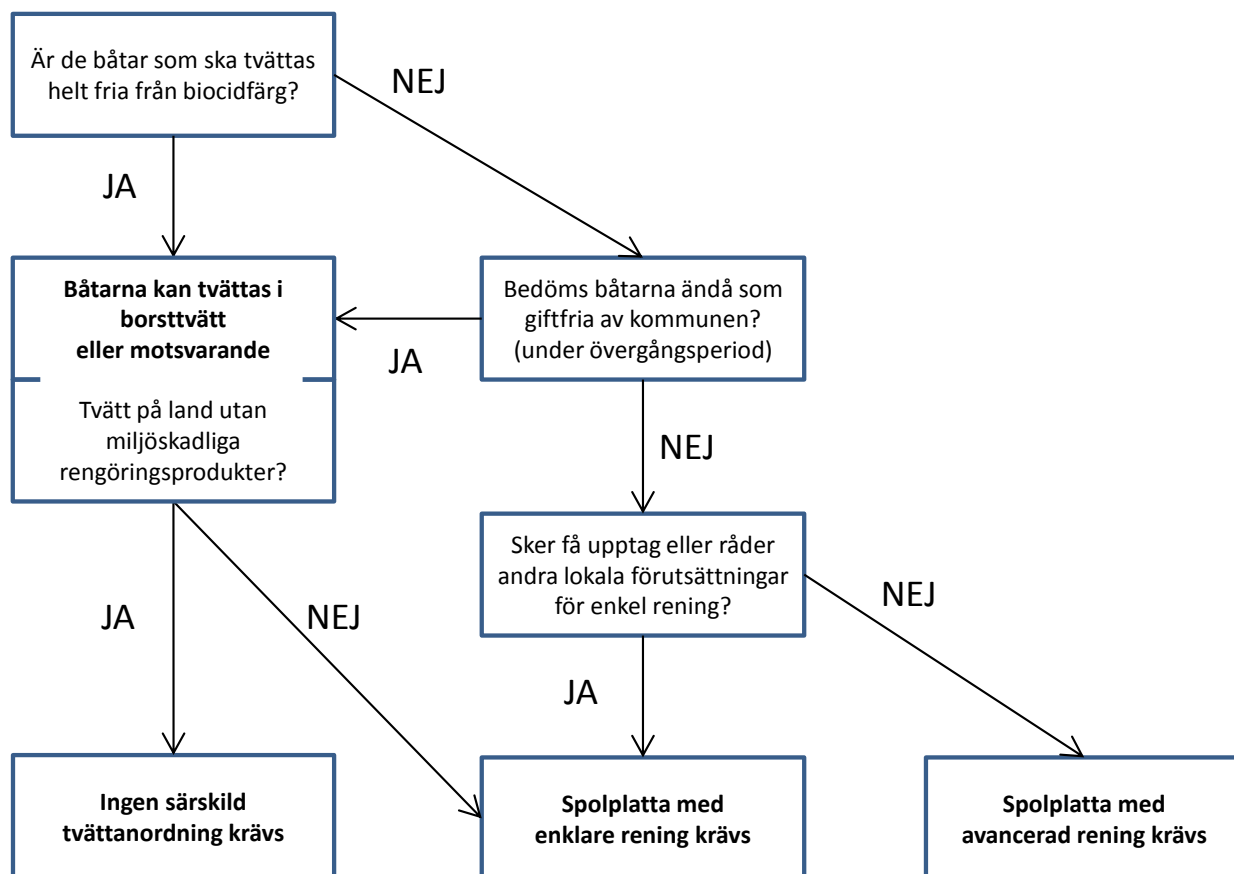 Är de båtar som ska tvättas
helt fria från biocidfärg?
NEJ
JA
Båtarna kan tvättas i
borsttvätt
eller motsvarande
Tvätt på land utan
miljöskadliga
rengöringsprodukter?
Bedöms båtarna ändå som
giftfria av kommunen?
(under övergångsperiod)
JA
NEJ
Sker få upptag eller råder
andra lokala förutsättningar
för enkel rening?
JA
NEJ
JA
NEJ
Ingen särskild
tvättanordning krävs
Spolplatta med
enklare rening krävs
Spolplatta med
avancerad rening krävs